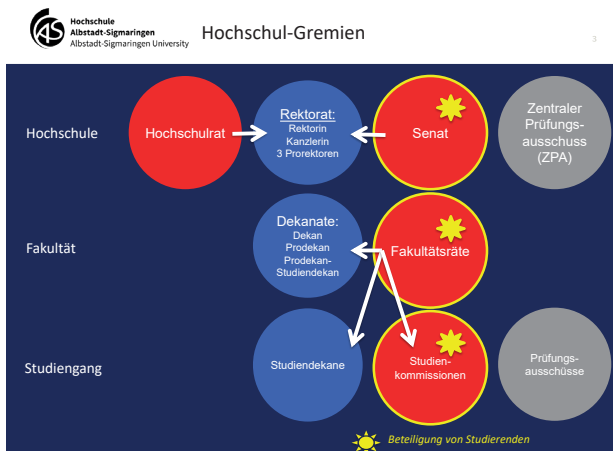 Hochschule
Albstadt-Sigmaringen
Albstadt-Sigmaringen University
Hochschul-Gremien
3
Hochschule
Hochschulrat
Rektorat:
Rektorin
Kanzlerin
3 Prorektoren
Senat
Zentraler
Prüfungs-
ausschuss
(ZPA)
Fakultät
Dekanate:
Dekan
Prodekan
Prodekan-
Studiendekan
Fakultätsräte
Studiengang
Studiendekane
Studien-
kommissionen
Prüfungs-
ausschüsse
Beteiligung von Studierenden